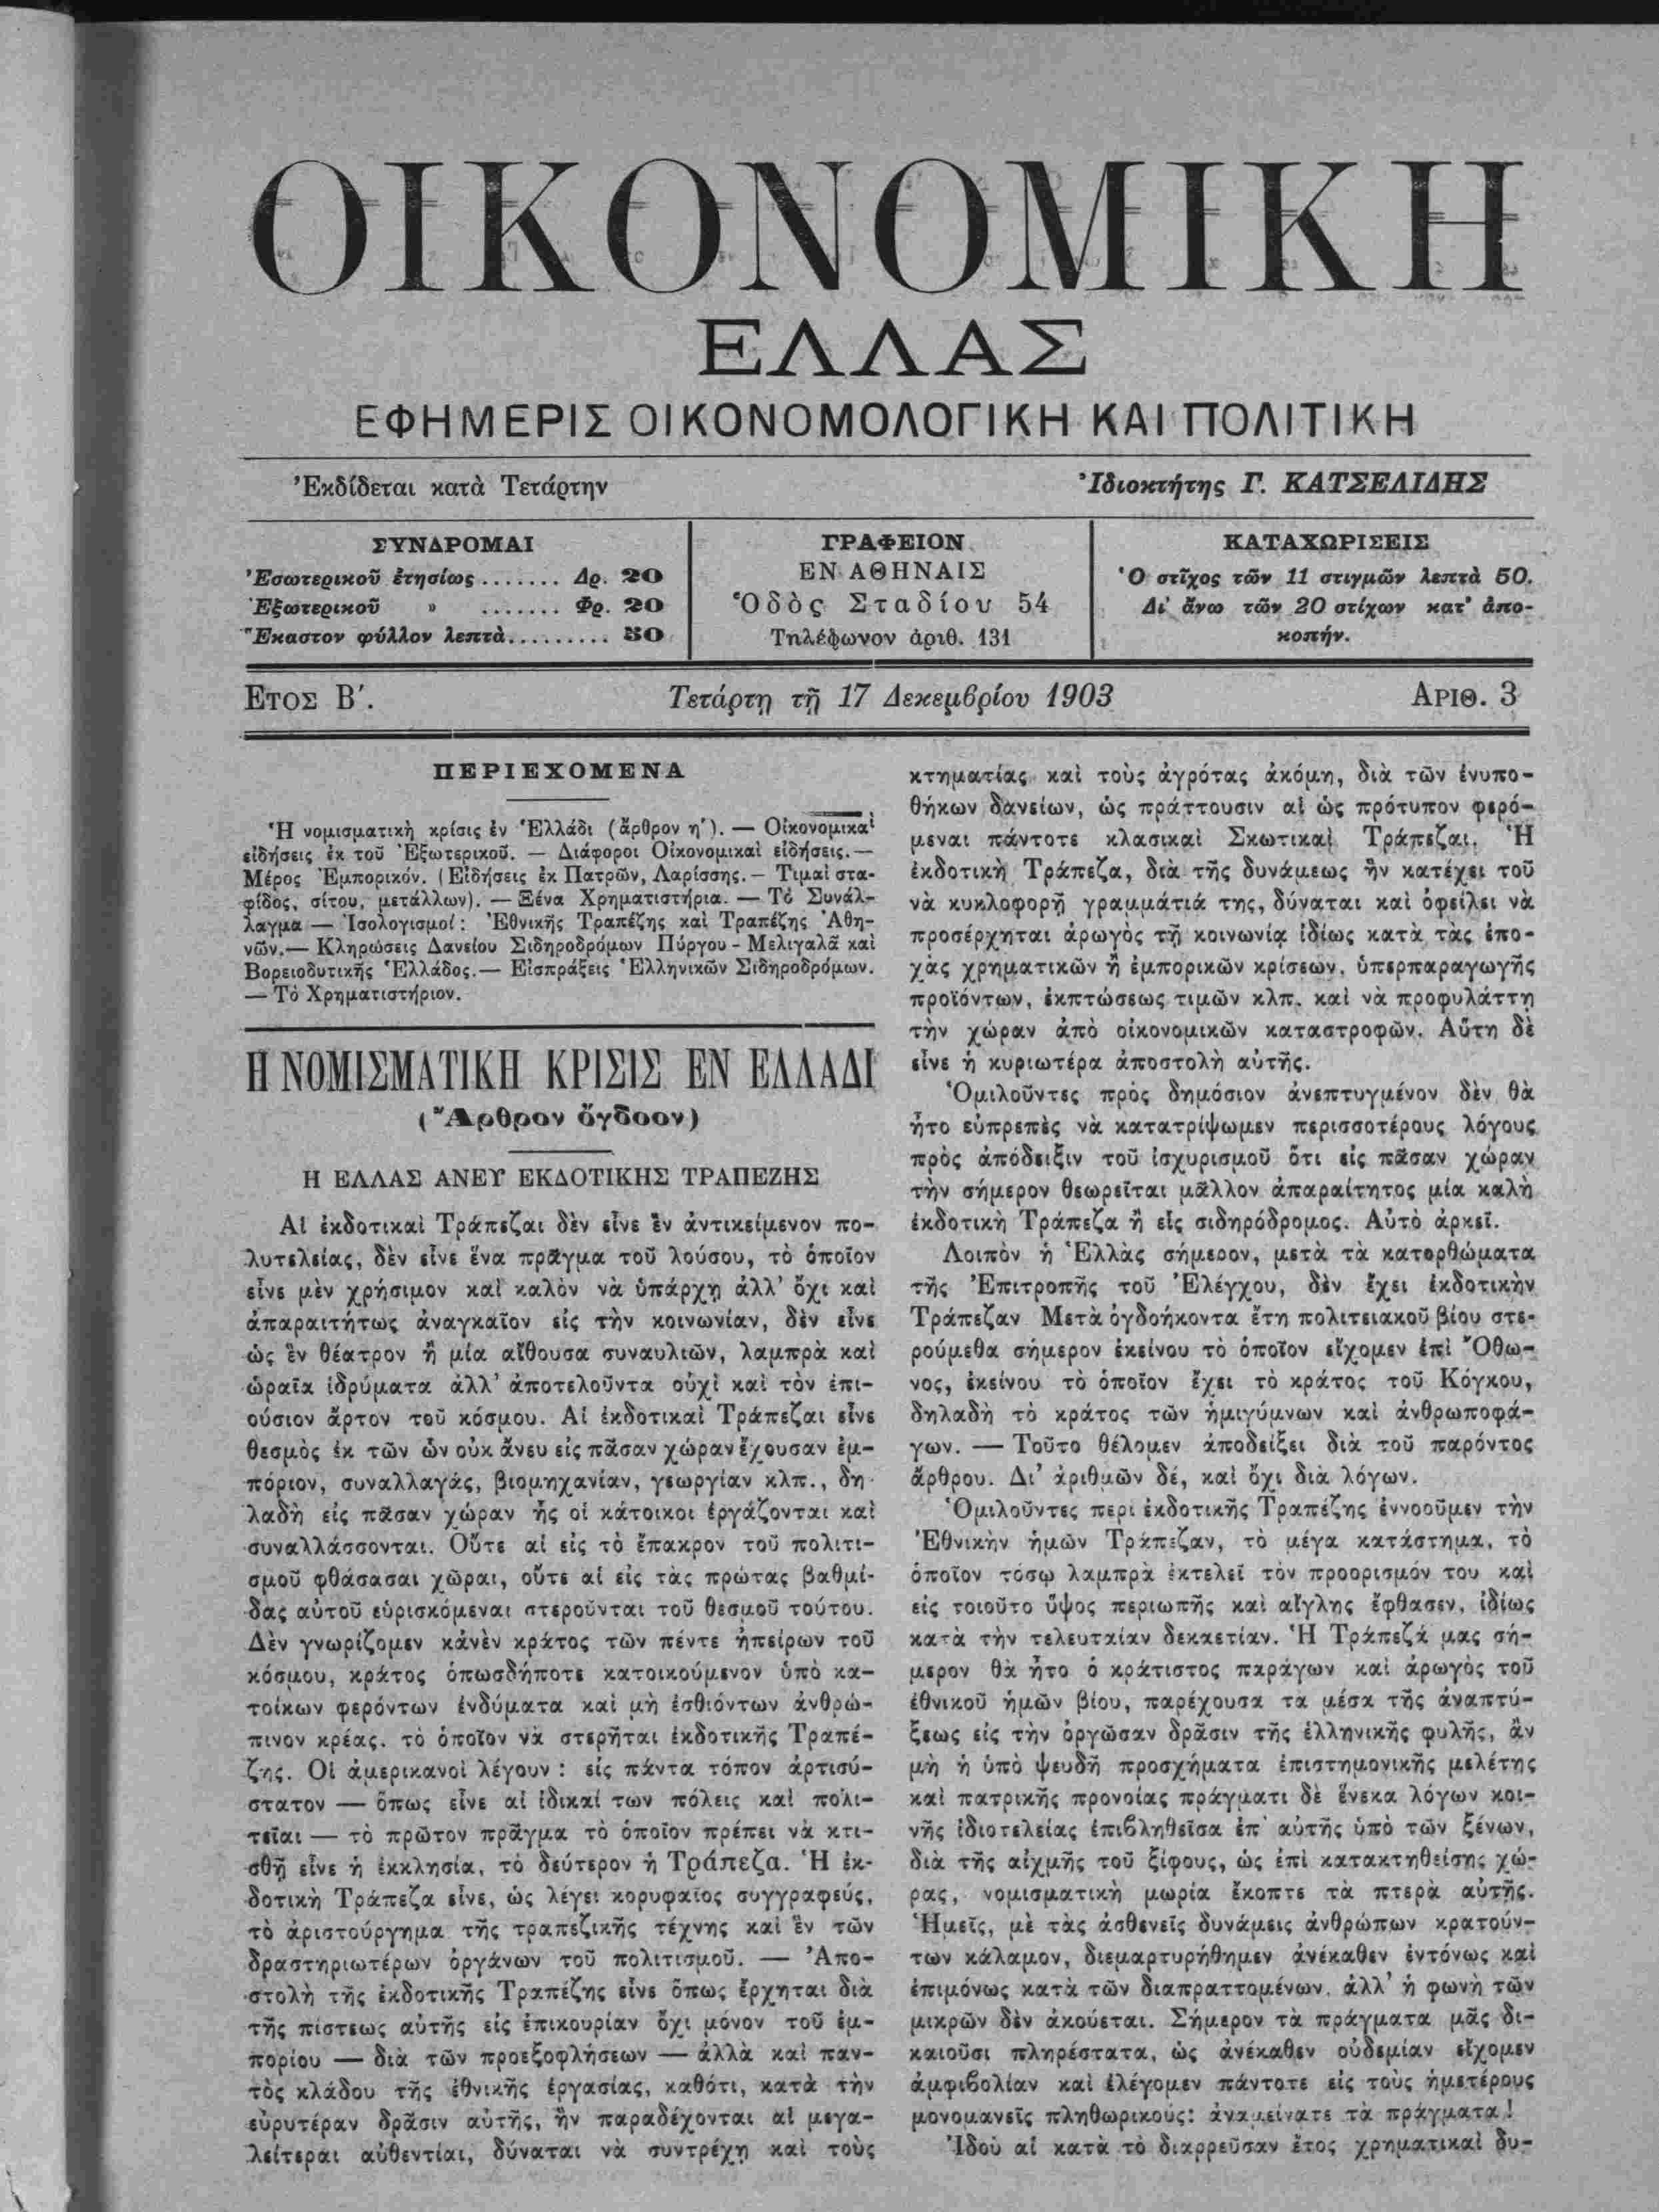 ΟΙΚΟΝΟΜΙΚΗ
ΕΛΛΑΣ
ΕΦΗΜΕΡΙΣ ΟΙΚΟΝΟΜΟΛΟΓΙΚΗ ΚΑΙ ΠΟΛΙΤΙΚΗ
Ἐκδίδεται κατὰ Τετάρτην
Ἰδιοκτήτης Γ. ΚΑΤΣΕΛΙΔΗΣ
ΣΥΝΔΡΟΜΑΙ
Ἐσωτερικοῦ ἐτησίως ....... Δρ. 20
Ἐξωτερικοῦ » ....... Φρ. 20
Ἕκαστον φύλλον λεπτὰ......... 50
ΓΡΑΦΕΙΟΝ
ΕΝ ΑΘΗΝΑΙΣ
Ὁδὸς Σταδίου 54
Τηλέφωνον ἀριθ. 131
ΚΑΤΑΧΩΡΙΣΕΙΣ
Ὁ στῖχος τῶν 11 στιγμῶν λεπτὰ 50.
Δι' ἄνω τῶν 20 στίχων κατ' ἀπο-
κοπήν.
ΕΤΟΣ Β΄.
Τετάρτῃ τῇ 17 Δεκεμβρίου 1903
ΑΡΙΘ. 3
ΠΕΡΙΕΧΟΜΕΝΑ
Ἡ νομισματικὴ κρίσις ἐν Ἑλλάδι (ἄρθρον η'). — Οἰκονομικαὶ
εἰδήσεις ἐκ τοῦ Ἐξωτερικοῦ. — Διάφοροι Οἰκονομικαὶ εἰδήσεις.—
Μέρος Ἐμπορικόν. (Εἰδήσεις ἐκ Πατρῶν, Λαρίσσης.— Τιμαὶ στα-
φίδος, σίτου, μετάλλων). — Ξένα Χρηματιστήρια. — Τὸ Συνάλ-
λαγμα — Ἰσολογισμοί: Ἐθνικῆς Τραπέζης καὶ Τραπέζης Ἀθη-
νῶν.— Κληρώσεις Δανείου Σιδηροδρόμων Πύργου - Μελιγαλᾶ καὶ
Βορειοδυτικῆς Ἑλλάδος.— Εἰσπράξεις Ἑλληνικῶν Σιδηροδρόμων.
— Τὸ Χρηματιστήριον.
Η ΝΟΜΙΣΜΑΤΙΚΗ ΚΡΙΣΙΣ ΕΝ ΕΛΛΑΔΙ
(Ἄρθρον ὄγδοον)
Η ΕΛΛΑΣ ΑΝΕΥ ΕΚΔΟΤΙΚΗΣ ΤΡΑΠΕΖΗΣ
Αἱ ἐκδοτικαὶ Τράπεζαι δὲν εἶνε ἓν ἀντικείμενον πο-
λυτελείας, δὲν εἶνε ἕνα πρᾶγμα τοῦ λούσου, τὸ ὁποῖον
εἶνε μὲν χρήσιμον καὶ καλὸν νὰ ὑπάρχῃ ἀλλ' ὄχι καὶ
ἀπαραιτήτως ἀναγκαῖον εἰς τὴν κοινωνίαν, δὲν εἶνε
ὡς ἓν θέατρον ἢ μία αἴθουσα συναυλιῶν, λαμπρὰ καὶ
ὡραῖα ἱδρύματα ἀλλ' ἀποτελοῦντα οὐχὶ καὶ τὸν ἐπι-
ούσιον ἄρτον τοῦ κόσμου. Αἱ ἐκδοτικαὶ Τράπεζαι εἶνε
θεσμὸς ἐκ τῶν ὧν οὐκ ἄνευ εἰς πᾶσαν χώραν ἔχουσαν ἐμ-
πόριον, συναλλαγάς, βιομηχανίαν, γεωργίαν κλπ., δη-
λαδὴ εἰς πᾶσαν χώραν ἧς οἱ κάτοικοι ἐργάζονται καὶ
συναλλάσσονται. Οὔτε αἱ εἰς τὸ ἔπακρον τοῦ πολιτι-
σμοῦ φθάσασαι χῶραι, οὔτε αἱ εἰς τὰς πρώτας βαθμί-
δας αὐτοῦ εὑρισκόμεναι στεροῦνται τοῦ θεσμοῦ τούτου.
Δὲν γνωρίζομεν κἀνὲν κράτος τῶν πέντε ἠπείρων τοῦ
κόσμου, κράτος ὁπωσδήποτε κατοικούμενον ὑπὸ κα-
τοίκων φερόντων ἐνδύματα καὶ μὴ ἐσθιόντων ἀνθρώ-
πινον κρέας. τὸ ὁποῖον νὰ στερῆται ἐκδοτικῆς Τραπέ-
ζης. Οἱ ἀμερικανοὶ λέγουν : εἰς πάντα τόπον ἀρτισύ-
στατον — ὅπως εἶνε αἱ ἰδικαί των πόλεις καὶ πολι-
τεῖαι — τὸ πρῶτον πρᾶγμα τὸ ὁποῖον πρέπει νὰ κτι-
σθῇ εἶνε ἡ ἐκκλησία, τὸ δεύτερον ἡ Τράπεζα. Ἡ ἐκ-
δοτικὴ Τράπεζα εἶνε, ὡς λέγει κορυφαῖος συγγραφεύς,
τὸ ἀριστούργημα τῆς τραπεζικῆς τέχνης καὶ ἓν τῶν
δραστηριωτέρων ὀργάνων τοῦ πολιτισμοῦ. — Ἀπο-
στολὴ τῆς ἐκδοτικῆς Τραπέζης εἶνε ὅπως ἔρχηται διὰ
τῆς πίστεως αὐτῆς εἰς ἐπικουρίαν ὄχι μόνον τοῦ ἐμ-
πορίου — διὰ τῶν προεξοφλήσεων — ἀλλὰ καὶ παν-
τὸς κλάδου τῆς ἐθνικῆς ἐργασίας, καθότι, κατὰ τὴν
εὐρυτέραν δρᾶσιν αὐτῆς, ἣν παραδέχονται αἱ μεγα-
λείτεραι αὐθεντίαι, δύναται νὰ συντρέχῃ καὶ τοὺς
κτηματίας καὶ τοὺς ἀγρότας ἀκόμη, διὰ τῶν ἐνυπο-
θήκων δανείων, ὡς πράττουσιν αἱ ὡς πρότυπον φερό-
μεναι πάντοτε κλασικαὶ Σκωτικαὶ Τράπεζαι. Ἡ
ἐκδοτικὴ Τράπεζα, διὰ τῆς δυνάμεως ἣν κατέχει τοῦ
νὰ κυκλοφορῇ γραμμάτιά της, δύναται καὶ ὀφείλει νὰ
προσέρχηται ἀρωγὸς τῇ κοινωνίᾳ ἰδίως κατὰ τὰς ἐπο-
χὰς χρηματικῶν ἢ ἐμπορικῶν κρίσεων, ὑπερπαραγωγῆς
προϊόντων, ἐκπτώσεως τιμῶν κλπ. καὶ νὰ προφυλάττῃ
τὴν χώραν ἀπὸ οἰκονομικῶν καταστροφῶν. Αὕτη δὲ
εἶνε ἡ κυριωτέρα ἀποστολὴ αὐτῆς.
Ὁμιλοῦντες πρὸς δημόσιον ἀνεπτυγμένον δὲν θὰ
ἦτο εὐπρεπὲς νὰ κατατρίψωμεν περισσοτέρους λόγους
πρὸς ἀπόδειξιν τοῦ ἰσχυρισμοῦ ὅτι εἰς πᾶσαν χώραν
τὴν σήμερον θεωρεῖται μᾶλλον ἀπαραίτητος μία καλὴ
ἐκδοτικὴ Τράπεζα ἢ εἷς σιδηρόδρομος. Αὐτὸ ἀρκεῖ.
Λοιπὸν ἡ Ἑλλὰς σήμερον, μετὰ τὰ κατορθώματα
τῆς Ἐπιτροπῆς τοῦ Ἐλέγχου, δὲν ἔχει ἐκδοτικὴν
Τράπεζαν Μετὰ ὀγδοήκοντα ἔτη πολιτειακοῦ βίου στε-
ρούμεθα σήμερον ἐκείνου τὸ ὁποῖον εἴχομεν ἐπὶ Ὄθω-
νος, ἐκείνου τὸ ὁποῖον ἔχει τὸ κράτος τοῦ Κόγκου,
δηλαδὴ τὸ κράτος τῶν ἡμιγύμνων καὶ ἀνθρωποφά-
γων. — Τοῦτο θέλομεν ἀποδείξει διὰ τοῦ παρόντος
ἄρθρου. Δι' ἀριθμῶν δέ, καὶ ὄχι διὰ λόγων.
Ὁμιλοῦντες περὶ ἐκδοτικῆς Τραπέζης ἐννοοῦμεν τὴν
Ἐθνικὴν ἡμῶν Τράπεζαν, τὸ μέγα κατάστημα, τὸ
ὁποῖον τόσῳ λαμπρὰ ἐκτελεῖ τὸν προορισμόν του καὶ
εἰς τοιοῦτο ὕψος περιωπῆς καὶ αἴγλης ἔφθασεν, ἰδίως
κατὰ τὴν τελευταίαν δεκαετίαν. Ἡ Τράπεζά μας σή-
μερον θὰ ἦτο ὁ κράτιστος παράγων καὶ ἀρωγὸς τοῦ
ἐθνικοῦ ἡμῶν βίου, παρέχουσα τα μέσα τῆς ἀναπτύ-
ξεως εἰς τὴν ὀργῶσαν δρᾶσιν τῆς ἑλληνικῆς φυλῆς, ἂν
μὴ ἡ ὑπὸ ψευδῆ προσχήματα ἐπιστημονικῆς μελέτης
καὶ πατρικῆς προνοίας πράγματι δὲ ἕνεκα λόγων κοι-
νῆς ἰδιοτελείας ἐπιβληθεῖσα ἐπ' αὐτῆς ὑπὸ τῶν ξένων,
διὰ τῆς αἰχμῆς τοῦ ξίφους, ὡς ἐπὶ κατακτηθείσης χώ-
ρας, νομισματικὴ μωρία ἔκοπτε τὰ πτερὰ αὐτῆς.
Ἡμεῖς, μὲ τὰς ἀσθενεῖς δυνάμεις ἀνθρώπων κρατούν-
των κάλαμον, διεμαρτυρήθημεν ἀνέκαθεν ἐντόνως καὶ
ἐπιμόνως κατὰ τῶν διαπραττομένων. ἀλλ' ἡ φωνὴ τῶν
μικρῶν δὲν ἀκούεται. Σήμερον τὰ πράγματα μᾶς δι-
καιοῦσι πληρέστατα, ὡς ἀνέκαθεν οὐδεμίαν εἴχομεν
ἀμφιβολίαν καὶ ἐλέγομεν πάντοτε εἰς τοὺς ἡμετέρους
μονομανεῖς πληθωρικούς: ἀναμείνατε τὰ πράγματα!
Ἰδοὺ αἱ κατὰ τὸ διαρρεῦσαν ἔτος χρηματικαὶ δυ-